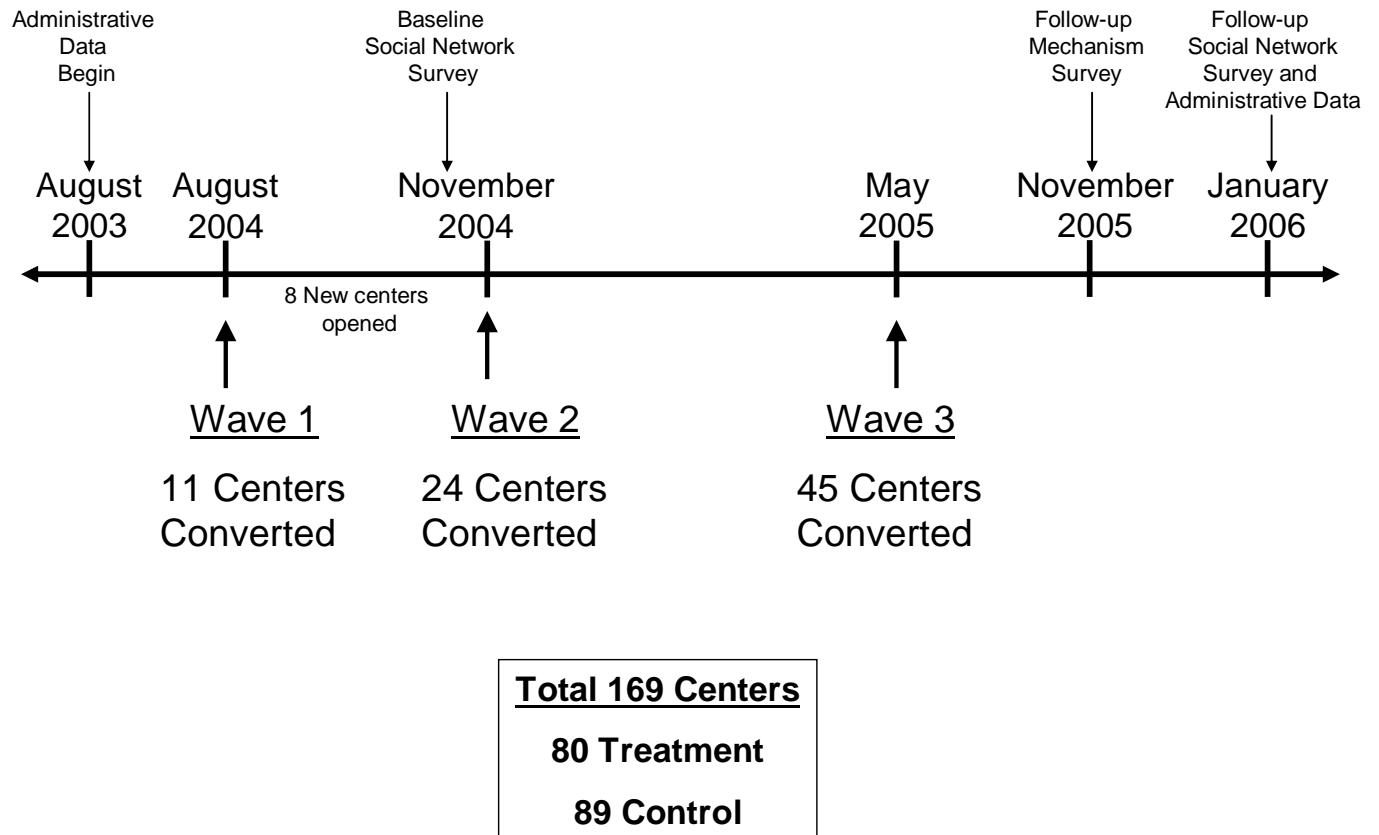 Administrative
Data
Begin
Baseline
Social Network
Survey
Follow-up
Mechanism
Survey
Follow-up
Social Network
Survey and
Administrative Data
August
2003
August
2004
November
2004
May
2005
November
2005
January
2006
8 New centers
opened
Wave 1
11 Centers
Converted
Wave 2
24 Centers
Converted
Wave 3
45 Centers
Converted
Total 169 Centers
80 Treatment
89 Control